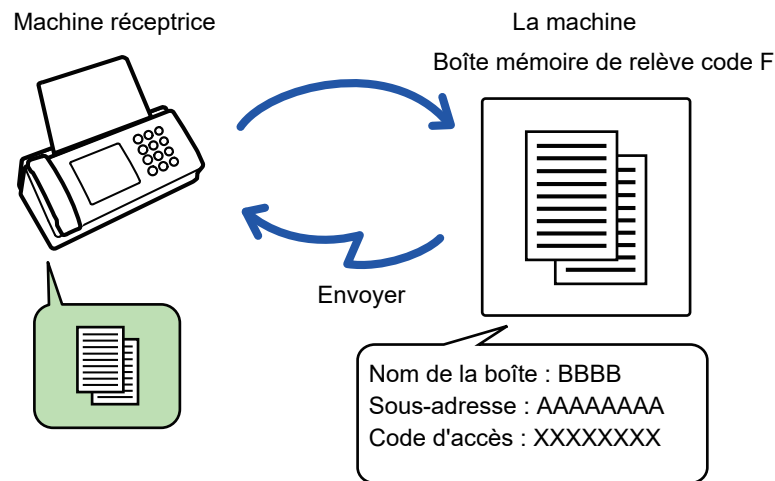 Machine réceptrice
La machine
Boîte mémoire de relève code F
Envoyer
Nom de la boîte : BBBB
Sous-adresse : AAAAAAAA
Code d'accès : XXXXXXXX